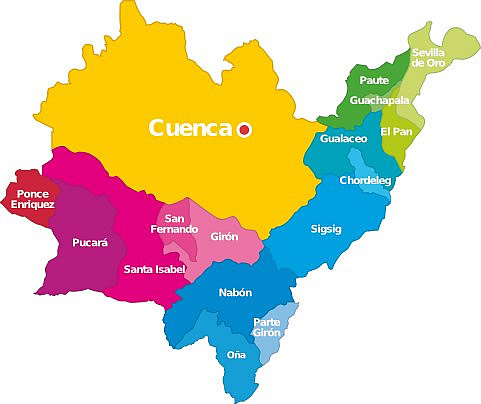 Sevilla
de Oro
Paute
Guachapala
El Pan
Cuenca
Gualaceo
Chordeleg
Ponce
Enriquez
San
Fernando
Girón
Sigsig
Pucará
Santa Isabel
Nabón
Parte
Girón
Oña